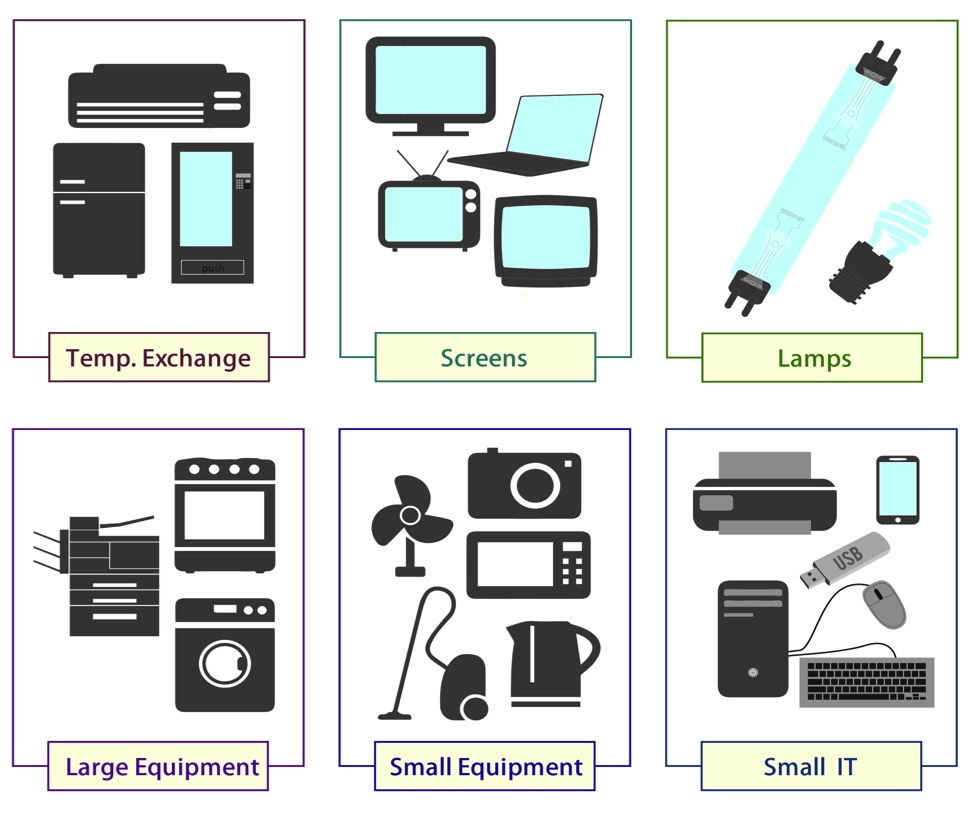 push
Temp. Exchange
Screens
Lamps
USB
Large Equipment
Small Equipment
Small IT